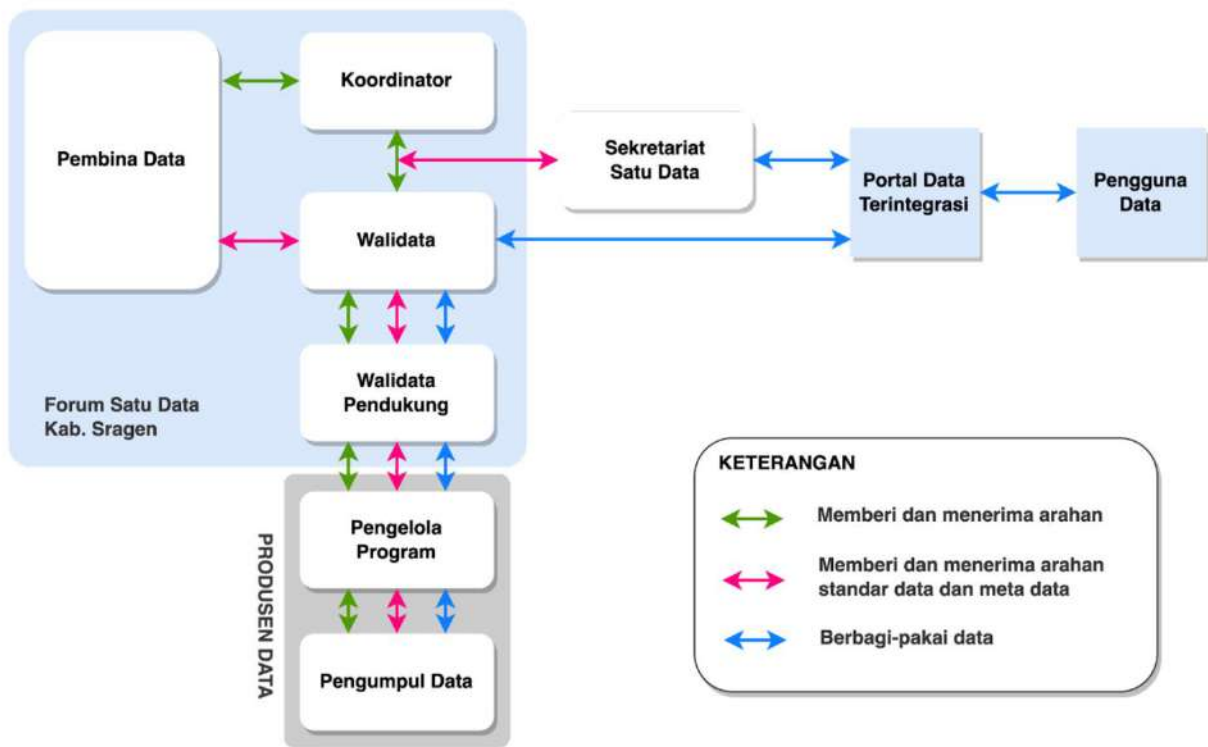 Pembina Data
Koordinator
Walidata
Walidata
Pendukung
Forum Satu Data
Kab. Sragen
Sekretariat
Satu Data
Portal Data
Terintegrasi
Pengguna
Data
PRODUSEN DATA
Pengelola
Program
Pengumpul Data
KETERANGAN
Memberi dan menerima arahan
Memberi dan menerima arahan
standar data dan meta data
Berbagi-pakai data